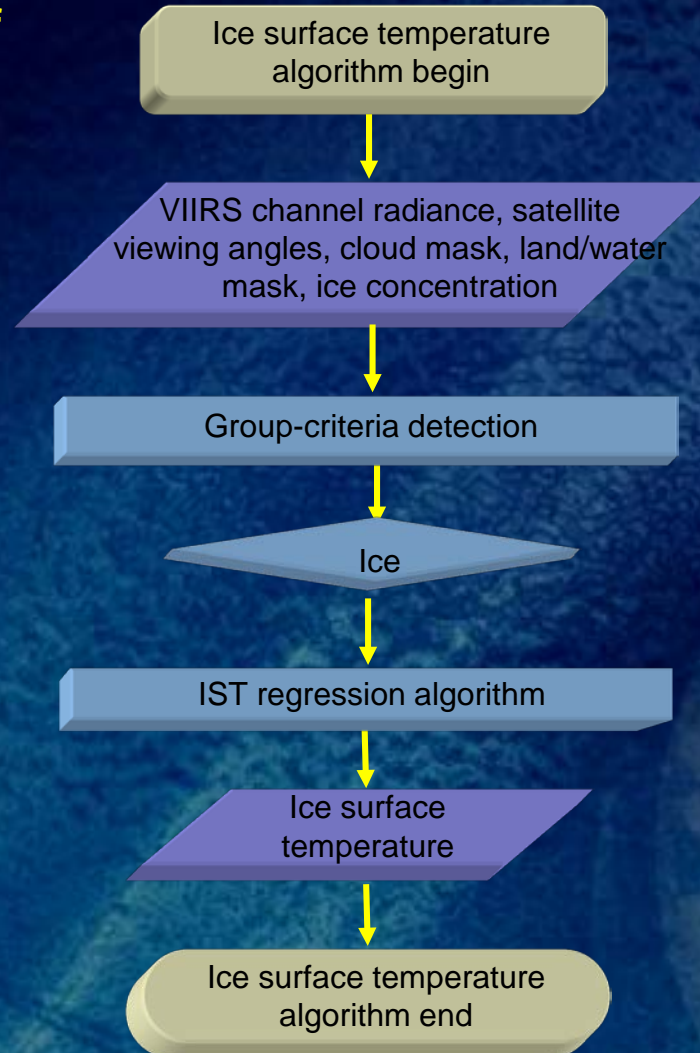 Ice surface temperature
algorithm begin
VIIRS channel radiance, satellite
viewing angles, cloud mask, land/water
mask, ice concentration
Group-criteria detection
Ice
IST regression algorithm
Ice surface
temperature
Ice surface temperature
algorithm end